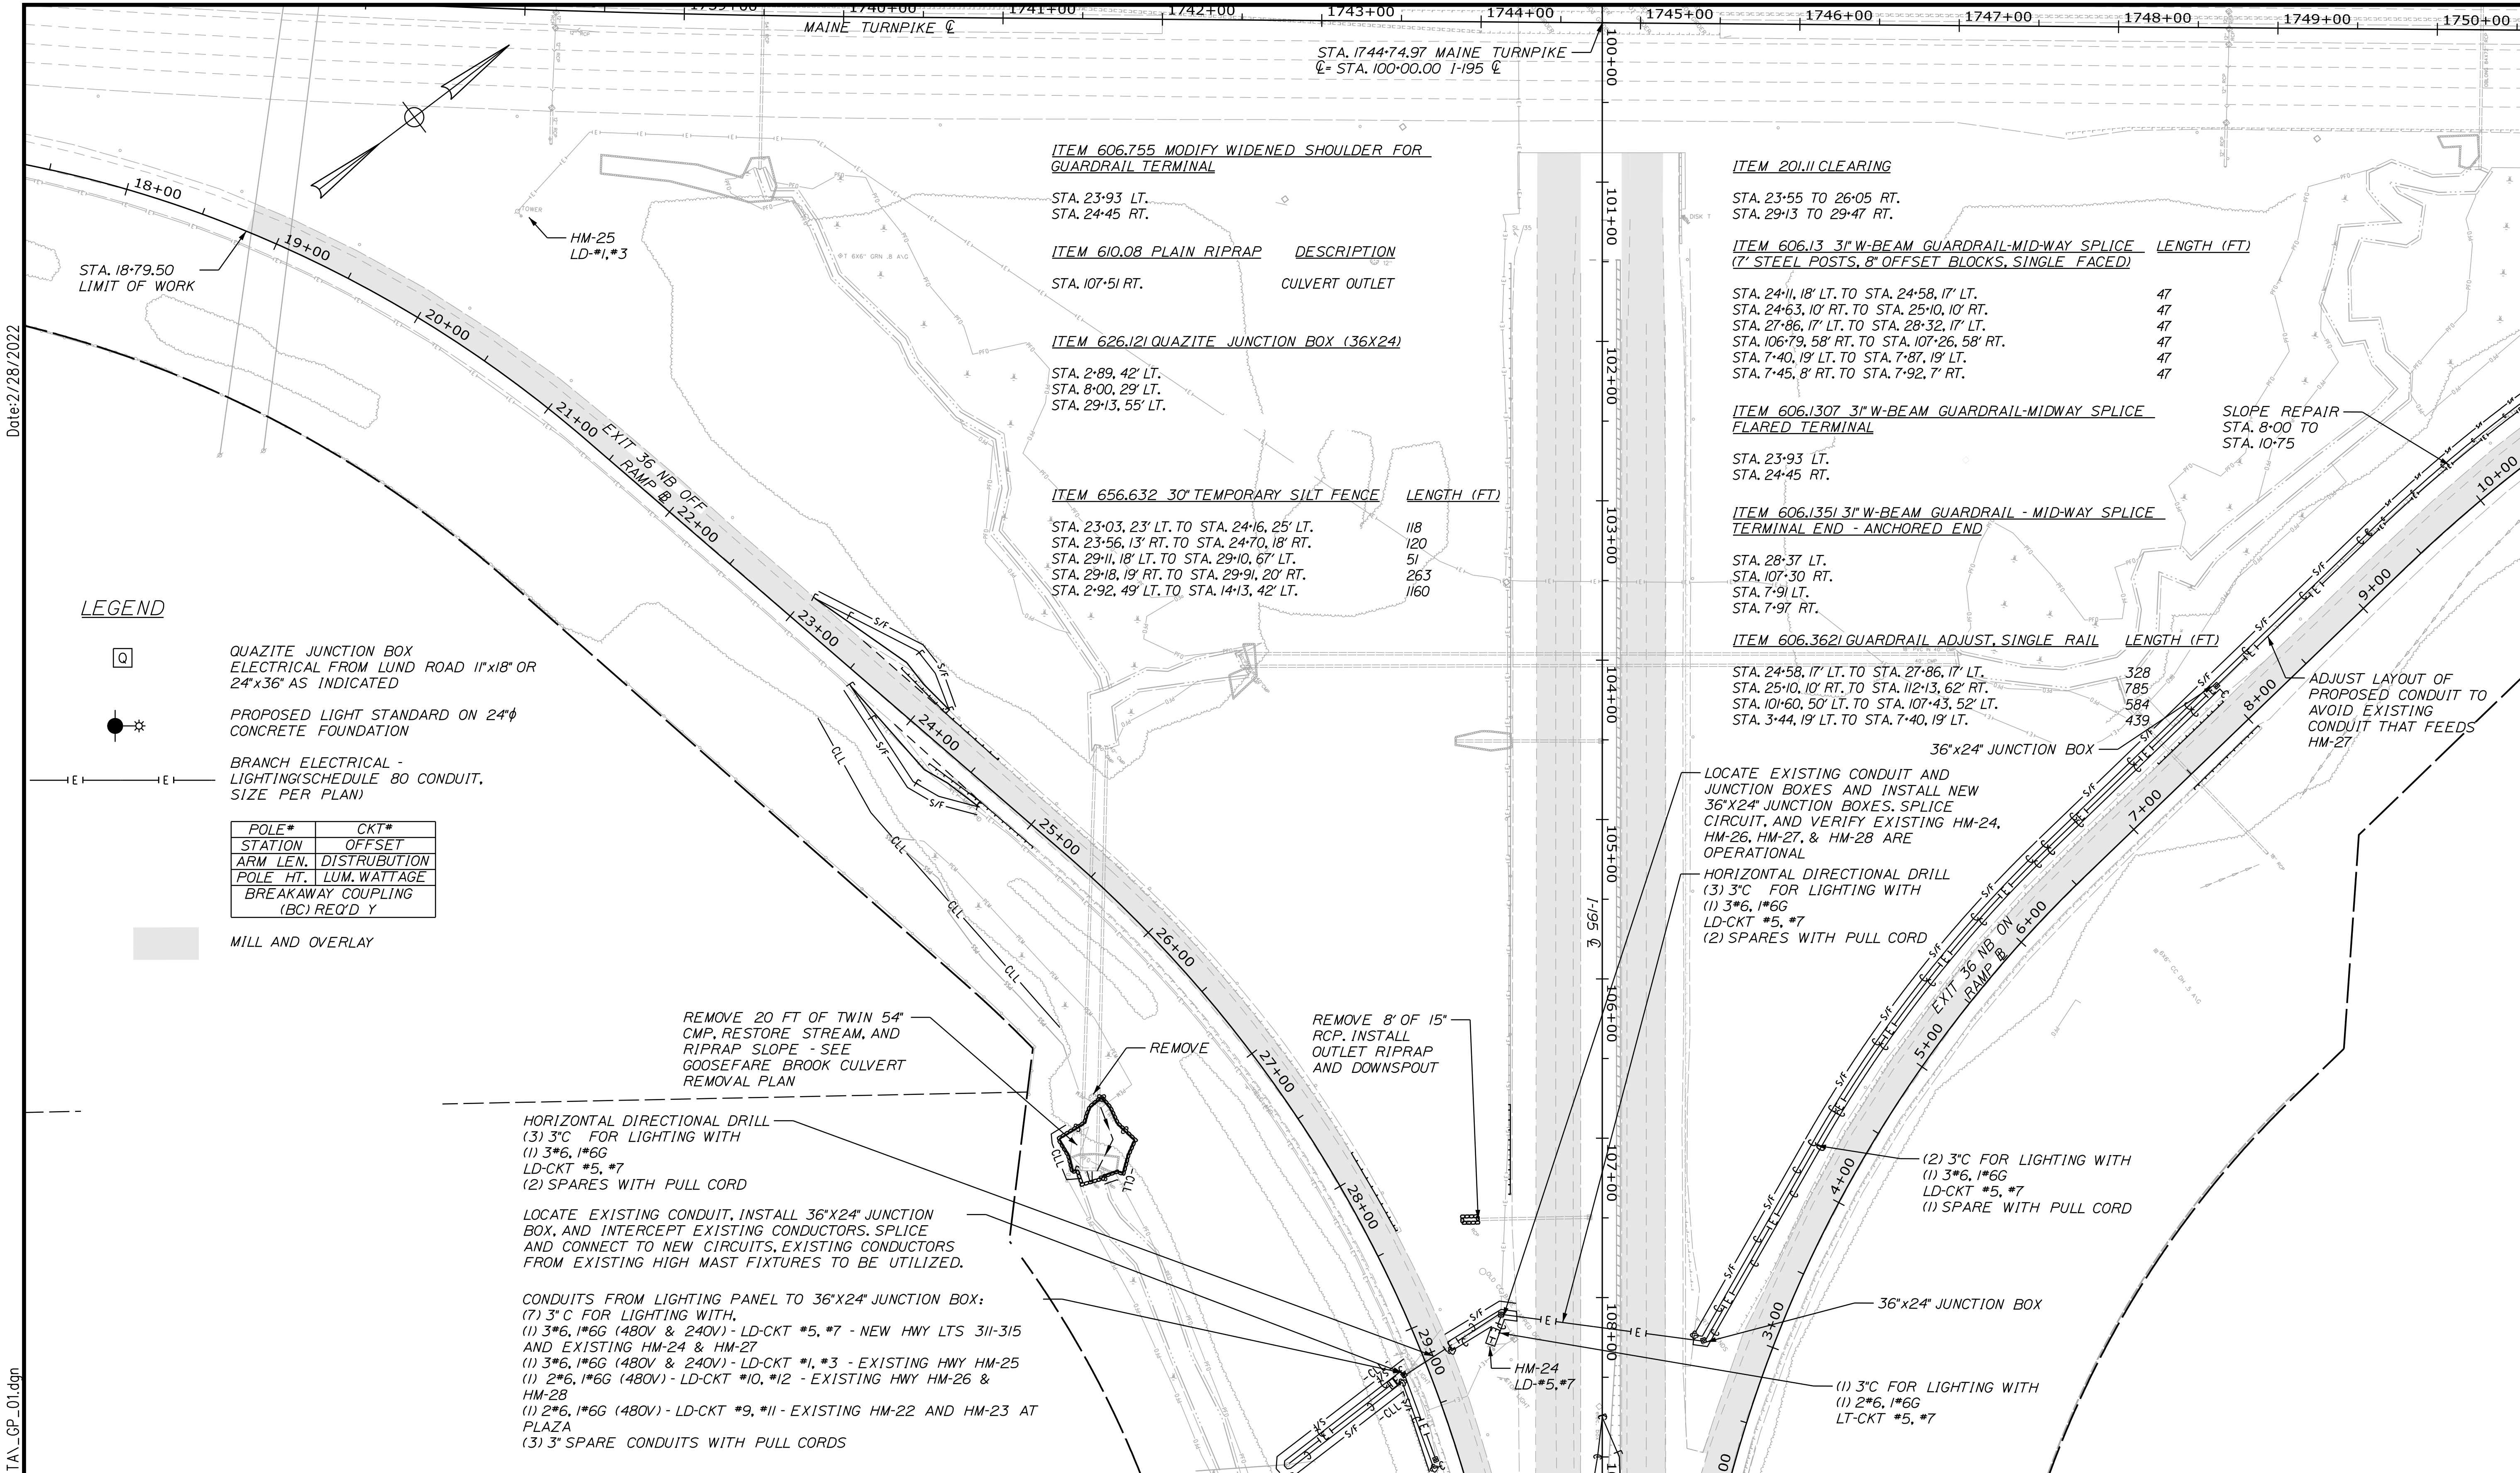 1739+00 1740+00 1741+00 1742+00 1743+00 1744+00 1745+00 1746+00 1747+00 1748+00 1749+00 1750+00
MAINE TURNPIKE ℄
STA. 1744+74.97 MAINE TURNPIKE
℄= STA. 100+00.00 I-195 ℄
100+00
101+00
102+00
103+00
104+00
105+00
106+00
107+00
108+00
I-195 ℄
Date:2/28/2022
TA\_GP_01.dgn
18+00
19+00
20+00
21+00
22+00
23+00
24+00
25+00
26+00
27+00
28+00
29+00
EXIT 36 NB OFF
RAMP ℄
STA. 18+79.50
LIMIT OF WORK
TOWER
HM-25
LD-#1,#3
ITEM 606.755 MODIFY WIDENED SHOULDER FOR
GUARDRAIL TERMINAL
STA. 23+93 LT.
STA. 24+45 RT.
ITEM 610.08 PLAIN RIPRAP DESCRIPTION
STA. 107+51 RT. CULVERT OUTLET
ITEM 626.121 QUAZITE JUNCTION BOX (36X24)
STA. 2+89, 42' LT.
STA. 8+00, 29' LT.
STA. 29+13, 55' LT.
ITEM 656.632 30" TEMPORARY SILT FENCE LENGTH (FT)
STA. 23+03, 23' LT. TO STA. 24+16, 25' LT. 118
STA. 23+56, 13' RT. TO STA. 24+70, 18' RT. 120
STA. 29+11, 18' LT. TO STA. 29+10, 67' LT. 51
STA. 29+18, 19' RT. TO STA. 29+91, 20' RT. 263
STA. 2+92, 49' LT. TO STA. 14+13, 42' LT. 1160
ITEM 201.11 CLEARING
STA. 23+55 TO 26+05 RT.
STA. 29+13 TO 29+47 RT.
ITEM 606.13 31" W-BEAM GUARDRAIL-MID-WAY SPLICE LENGTH (FT)
(7' STEEL POSTS, 8" OFFSET BLOCKS, SINGLE FACED)
STA. 24+11, 18' LT. TO STA. 24+58, 17' LT. 47
STA. 24+63, 10' RT. TO STA. 25+10, 10' RT. 47
STA. 27+86, 17' LT. TO STA. 28+32, 17' LT. 47
STA. 106+79, 58' RT. TO STA. 107+26, 58' RT. 47
STA. 7+40, 19' LT. TO STA. 7+87, 19' LT. 47
STA. 7+45, 8' RT. TO STA. 7+92, 7' RT. 47
ITEM 606.1307 31" W-BEAM GUARDRAIL-MIDWAY SPLICE
FLARED TERMINAL
STA. 23+93 LT.
STA. 24+45 RT.
ITEM 606.1351 31" W-BEAM GUARDRAIL - MID-WAY SPLICE
TERMINAL END - ANCHORED END
STA. 28+37 LT.
STA. 107+30 RT.
STA. 7+91 LT.
STA. 7+97 RT.
ITEM 606.3621 GUARDRAIL ADJUST, SINGLE RAIL LENGTH (FT)
STA. 24+58, 17' LT. TO STA. 27+86, 17' LT. 328
STA. 25+10, 10' RT. TO STA. 112+13, 62' RT. 785
STA. 101+60, 50' LT. TO STA. 107+43, 52' LT. 584
STA. 3+44, 19' LT. TO STA. 7+40, 19' LT. 439
SLOPE REPAIR
STA. 8+00 TO
STA. 10+75
36"x24" JUNCTION BOX
ADJUST LAYOUT OF
PROPOSED CONDUIT TO
AVOID EXISTING
CONDUIT THAT FEEDS
HM-27
LOCATE EXISTING CONDUIT AND
JUNCTION BOXES AND INSTALL NEW
36"X24" JUNCTION BOXES. SPLICE
CIRCUIT, AND VERIFY EXISTING HM-24,
HM-26, HM-27, & HM-28 ARE
OPERATIONAL
HORIZONTAL DIRECTIONAL DRILL
(3) 3"C FOR LIGHTING WITH
(1) 3#6, 1#6G
LD-CKT #5, #7
(2) SPARES WITH PULL CORD
10+00
9+00
8+00
7+00
6+00
5+00
4+00
3+00
EXIT 36 NB ON
RAMP ℄
LEGEND
Q
QUAZITE JUNCTION BOX
ELECTRICAL FROM LUND ROAD 11"x18" OR
24"x36" AS INDICATED
PROPOSED LIGHT STANDARD ON 24"ϕ
CONCRETE FOUNDATION
E E
BRANCH ELECTRICAL -
LIGHTING(SCHEDULE 80 CONDUIT,
SIZE PER PLAN)
POLE# CKT#
STATION OFFSET
ARM LEN. DISTRUBUTION
POLE HT. LUM. WATTAGE
BREAKAWAY COUPLING
(BC) REQ'D Y
MILL AND OVERLAY
REMOVE 20 FT OF TWIN 54"
CMP, RESTORE STREAM, AND
RIPRAP SLOPE - SEE
GOOSEFARE BROOK CULVERT
REMOVAL PLAN
REMOVE
REMOVE 8' OF 15"
RCP. INSTALL
OUTLET RIPRAP
AND DOWNSPOUT
HORIZONTAL DIRECTIONAL DRILL
(3) 3"C FOR LIGHTING WITH
(1) 3#6, 1#6G
LD-CKT #5, #7
(2) SPARES WITH PULL CORD
LOCATE EXISTING CONDUIT, INSTALL 36"X24" JUNCTION
BOX, AND INTERCEPT EXISTING CONDUCTORS. SPLICE
AND CONNECT TO NEW CIRCUITS, EXISTING CONDUCTORS
FROM EXISTING HIGH MAST FIXTURES TO BE UTILIZED.
CONDUITS FROM LIGHTING PANEL TO 36"X24" JUNCTION BOX:
(7) 3" C FOR LIGHTING WITH,
(1) 3#6, 1#6G (480V & 240V) - LD-CKT #5, #7 - NEW HWY LTS 311-315
AND EXISTING HM-24 & HM-27
(1) 3#6, 1#6G (480V & 240V) - LD-CKT #1, #3 - EXISTING HWY HM-25
(1) 2#6, 1#6G (480V) - LD-CKT #10, #12 - EXISTING HWY HM-26 &
HM-28
(1) 2#6, 1#6G (480V) - LD-CKT #9, #11 - EXISTING HM-22 AND HM-23 AT
PLAZA
(3) 3" SPARE CONDUITS WITH PULL CORDS
HM-24
LD-#5,#7
(2) 3"C FOR LIGHTING WITH
(1) 3#6, 1#6G
LD-CKT #5, #7
(1) SPARE WITH PULL CORD
36"x24" JUNCTION BOX
(1) 3"C FOR LIGHTING WITH
(1) 2#6, 1#6G
LT-CKT #5, #7